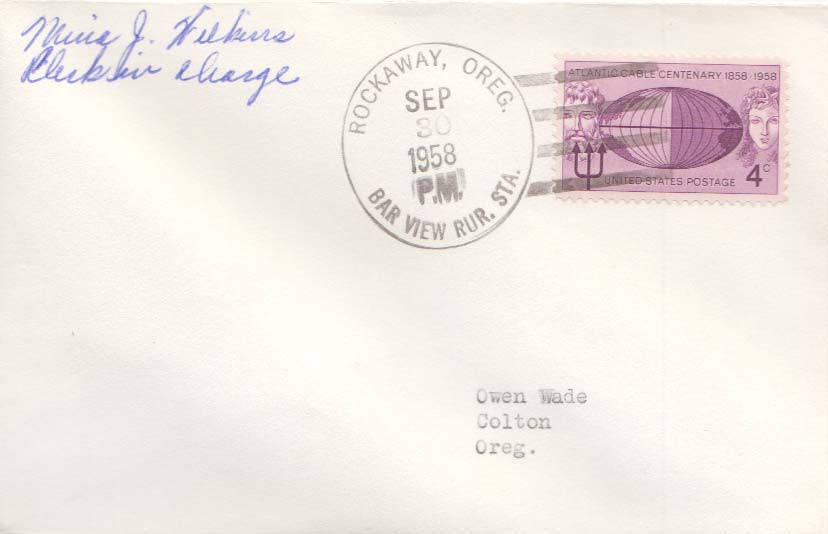 Mina J. Wilkins
Clerk in Charge
ROCKAWAY, OREG.
SEP
30
1958
P.M.
BAR VIEW RUR. STA.
ATLANTIC CABLE CENTENARY 1858·1958
UNITED STATES POSTAGE 4c
Owen Wade
Colton
Oreg.